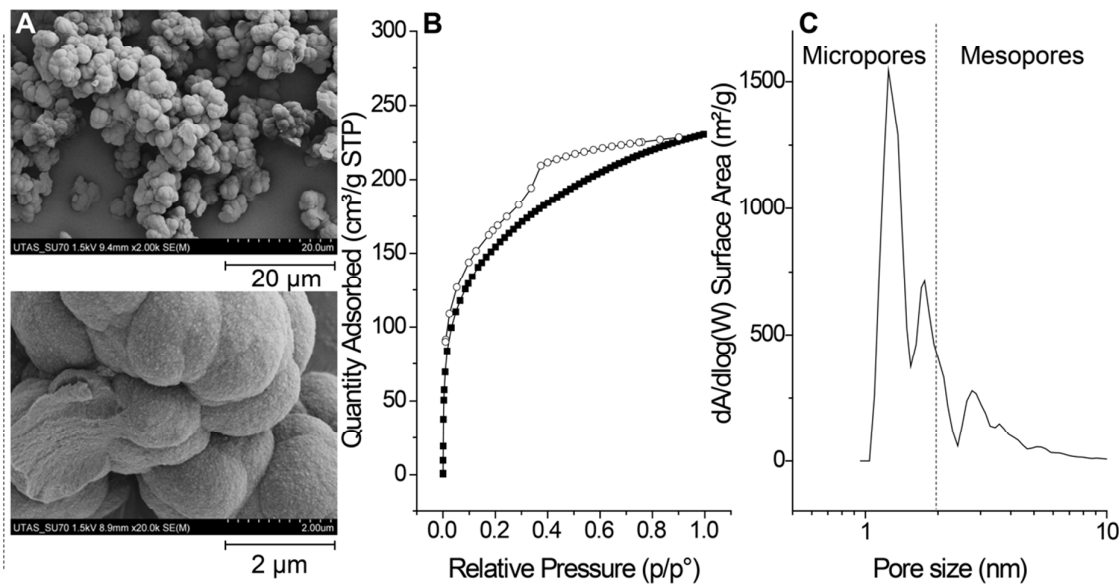 A
UTAS_SU70 1.5kV 9.4mm x2.00k SE(M)
20.0um
20 µm
UTAS_SU70 1.5kV 8.9mm x20.0k SE(M)
2.00um
2 µm
B
Quantity Adsorbed (cm³/g STP)
300
250
200
150
100
50
0
0.0 0.2 0.4 0.6 0.8 1.0
Relative Pressure (p/p°)
C
Micropores
Mesopores
dA/dlog(W) Surface Area (m²/g)
1500
1000
500
0
1 10
Pore size (nm)